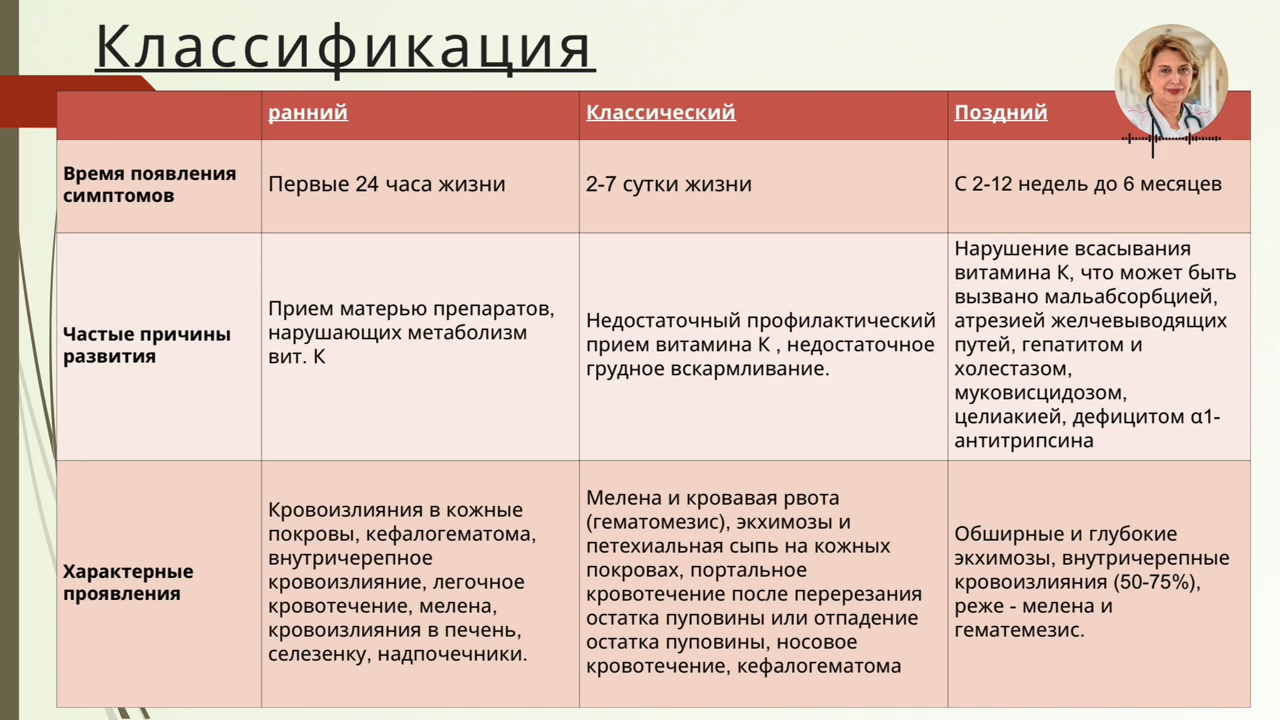 Классификация
ранний
Классический
Поздний
Время появления
симптомов
Первые 24 часа жизни
2-7 сутки жизни
С 2-12 недель до 6 месяцев
Частые причины
развития
Прием матерью препаратов,
нарушающих метаболизм
вит. К
Недостаточный профилактический
прием витамина К , недостаточное
грудное вскармливание.
Нарушение всасывания
витамина К, что может быть
вызвано мальабсорбцией,
атрезией желчевыводящих
путей, гепатитом и
холестазом,
муковисцидозом,
целиакией, дефицитом α1-
антитрипсина
Характерные
проявления
Кровоизлияния в кожные
покровы, кефалогематома,
внутричерепное
кровоизлияние, легочное
кровотечение, мелена,
кровоизлияния в печень,
селезенку, надпочечники.
Мелена и кровавая рвота
(гематомезис), экхимозы и
петехиальная сыпь на кожных
покровах, портальное
кровотечение после перерезания
остатка пуповины или отпадение
остатка пуповины, носовое
кровотечение, кефалогематома
Обширные и глубокие
экхимозы, внутричерепные
кровоизлияния (50-75%),
реже - мелена и
гематемезис.